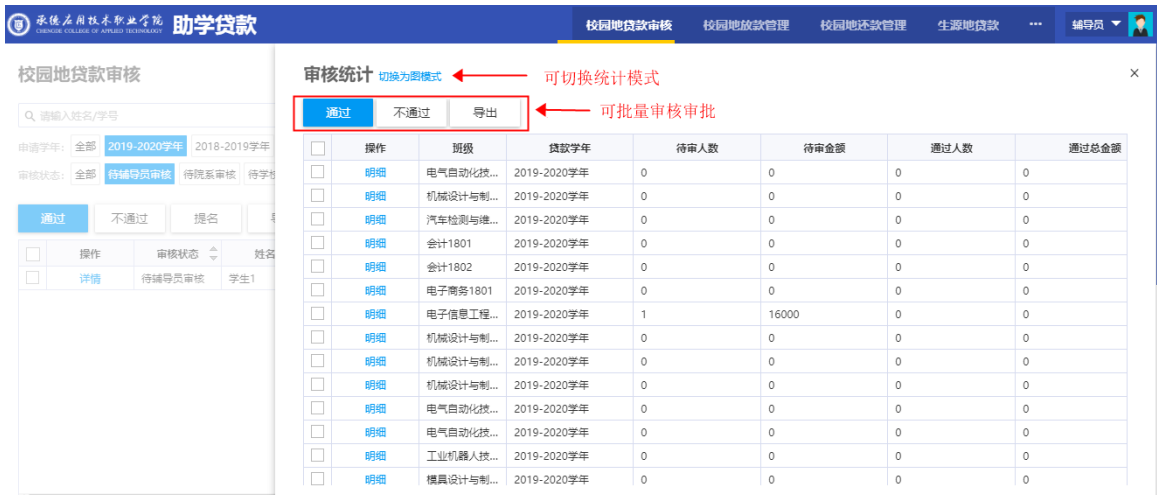 承德应用技术职业学院 助学贷款 校园地贷款审核 校园地放款管理 校园地还款管理 生源地贷款 ··· 辅导员
CHENGDE COLLEGE OF APPLIED TECHNOLOGY
校园地贷款审核
请输入姓名/学号
申请学年: 全部 2019-2020学年 2018-2019学年
审核状态: 全部 待辅导员审核 待院系审核 待学校
通过 不通过 提名
操作 审核状态 姓名
详情 待辅导员审核 学生1
审核统计 切换为图模式 可切换统计模式 ×
通过 不通过 导出 可批量审核审批
操作 班级 贷款学年 待审人数 待审金额 通过人数 通过总金额
明细 电气自动化技... 2019-2020学年 0 0 0 0
明细 机械设计与制... 2019-2020学年 0 0 0 0
明细 汽车检测与维... 2019-2020学年 0 0 0 0
明细 会计1801 2019-2020学年 0 0 0 0
明细 会计1802 2019-2020学年 0 0 0 0
明细 电子商务1801 2019-2020学年 0 0 0 0
明细 电子信息工程... 2019-2020学年 1 16000 0 0
明细 机械设计与制... 2019-2020学年 0 0 0 0
明细 机械设计与制... 2019-2020学年 0 0 0 0
明细 机械设计与制... 2019-2020学年 0 0 0 0
明细 电气自动化技... 2019-2020学年 0 0 0 0
明细 电气自动化技... 2019-2020学年 0 0 0 0
明细 工业机器人技... 2019-2020学年 0 0 0 0
明细 模具设计与制... 2019-2020学年 0 0 0 0